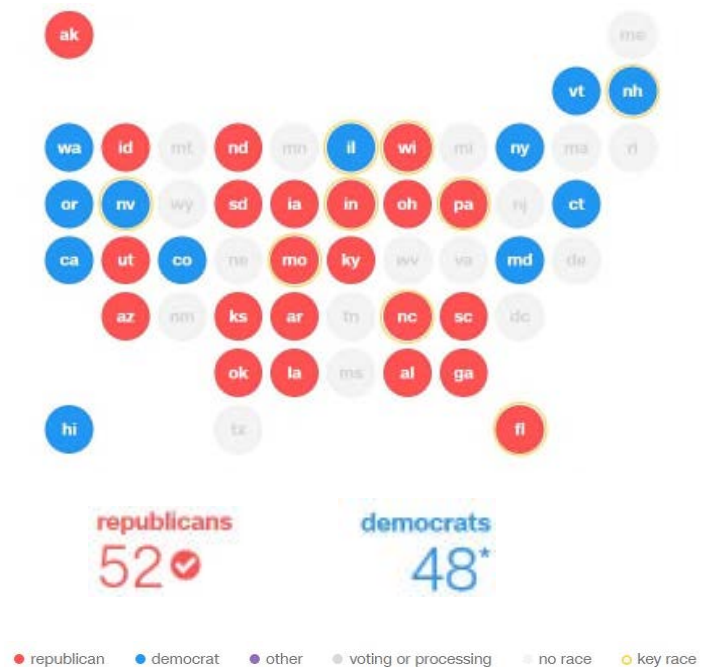 ak me
vt nh
wa id mt nd mn il wi mi ny ma ri
or nv wy sd ia in oh pa nj ct
ca ut co ne mo ky wv va md de
az nm ks ar tn nc sc dc
ok la ms al ga
hi tx fl
republicans democrats
52 48*
republican democrat other voting or processing no race key race